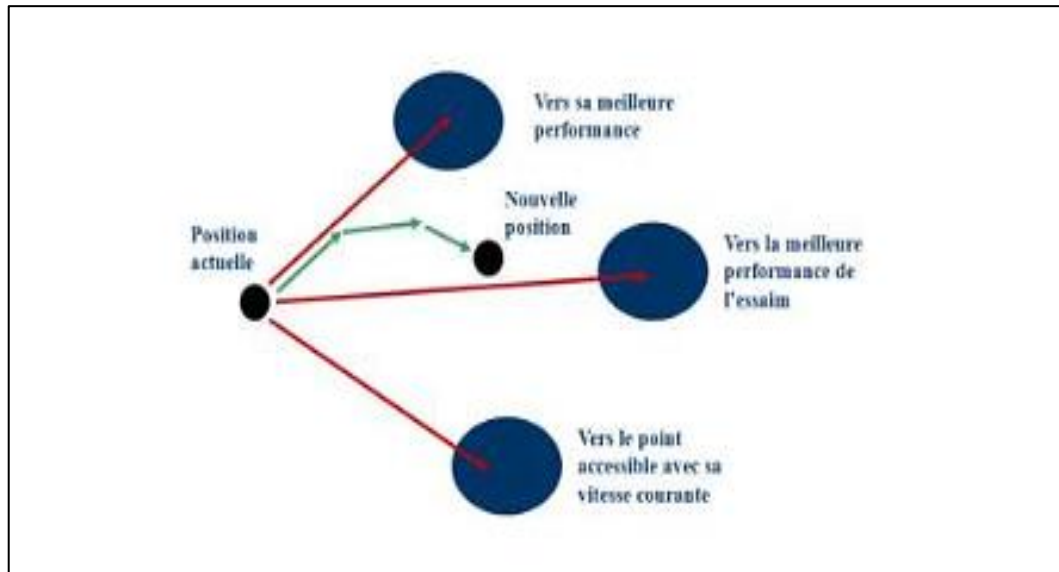 Vers sa meilleure
performance
Nouvelle
position
Position
actuelle
Vers la meilleure
performance de
l'essaim
Vers le point
accessible avec sa
vitesse courante